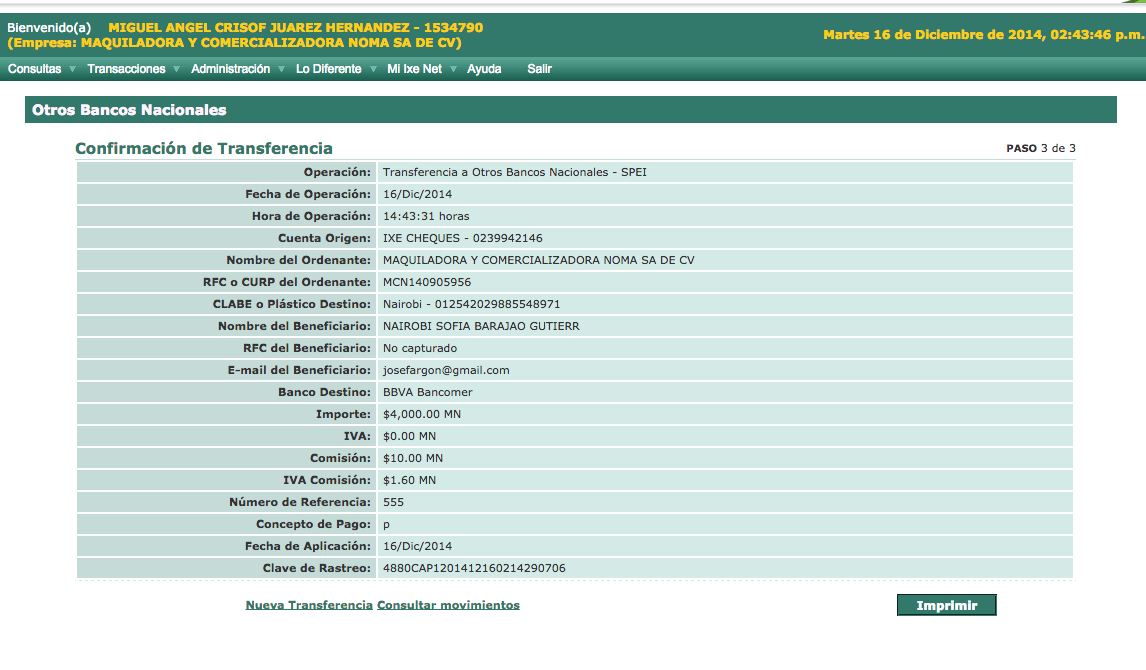 Bienvenido(a) MIGUEL ANGEL CRISOF JUAREZ HERNANDEZ - 1534790
(Empresa: MAQUILADORA Y COMERCIALIZADORA NOMA SA DE CV)
Martes 16 de Diciembre de 2014, 02:43:46 p.m.
Consultas Transacciones Administración Lo Diferente Mi Ixe Net Ayuda Salir
Otros Bancos Nacionales
Confirmación de Transferencia PASO 3 de 3
Operación: Transferencia a Otros Bancos Nacionales - SPEI
Fecha de Operación: 16/Dic/2014
Hora de Operación: 14:43:31 horas
Cuenta Origen: IXE CHEQUES - 0239942146
Nombre del Ordenante: MAQUILADORA Y COMERCIALIZADORA NOMA SA DE CV
RFC o CURP del Ordenante: MCN140905956
CLABE o Plástico Destino: Nairobi - 012542029885548971
Nombre del Beneficiario: NAIROBI SOFIA BARAJAO GUTIERR
RFC del Beneficiario: No capturado
E-mail del Beneficiario: josefargon@gmail.com
Banco Destino: BBVA Bancomer
Importe: $4,000.00 MN
IVA: $0.00 MN
Comisión: $10.00 MN
IVA Comisión: $1.60 MN
Número de Referencia: 555
Concepto de Pago: p
Fecha de Aplicación: 16/Dic/2014
Clave de Rastreo: 4880CAP1201412160214290706
Nueva Transferencia Consultar movimientos Imprimir